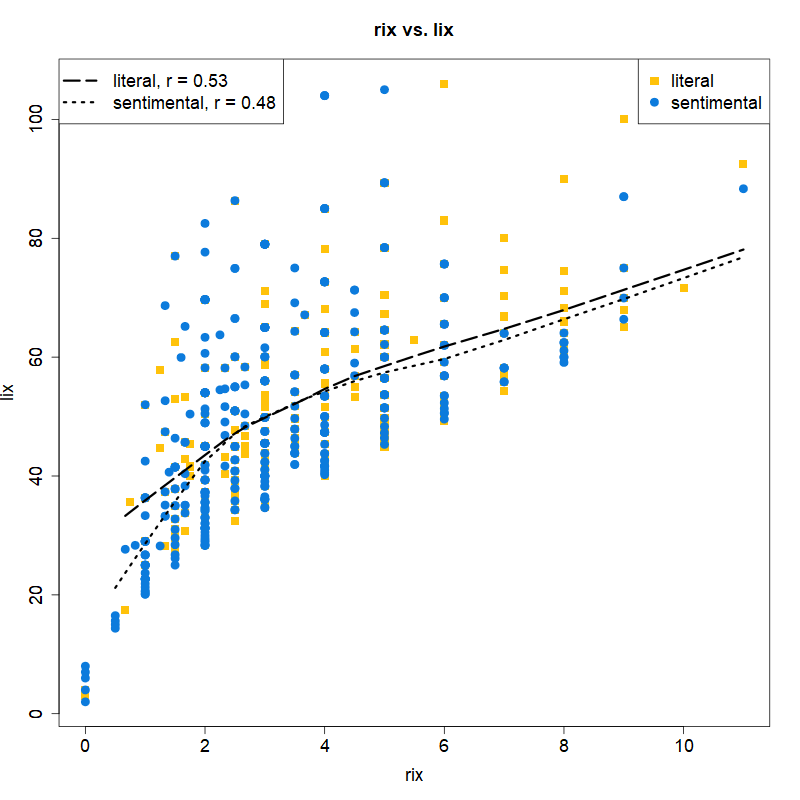 rix vs. lix
literal, r = 0.53
sentimental, r = 0.48
literal
sentimental
100
80
60
40
20
0
lix
0 2 4 6 8 10
rix